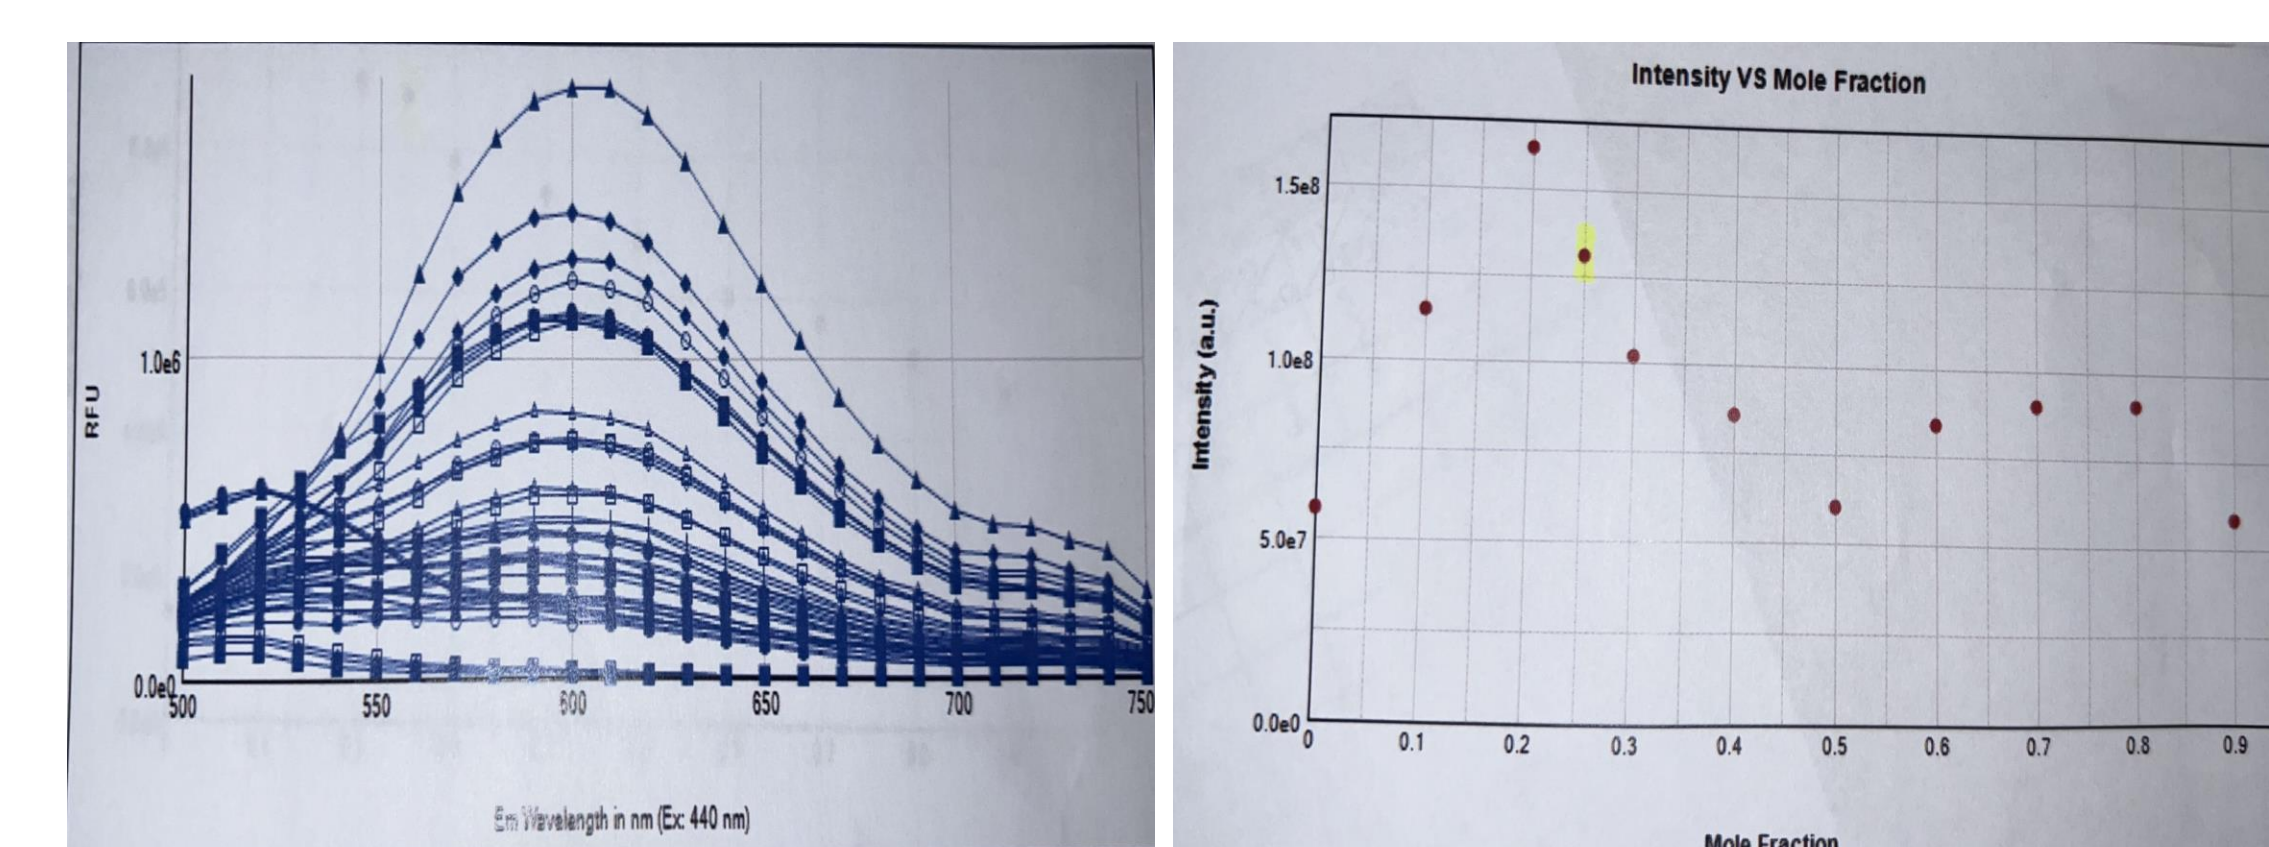 RFU
1.0e6
0.0e0
500 550 600 650 700 750
Em Wavelength in nm (Ex: 440 nm)
Intensity VS Mole Fraction
Intensity (a.u.)
1.5e8
1.0e8
5.0e7
0.0e0
0 0.1 0.2 0.3 0.4 0.5 0.6 0.7 0.8 0.9
Mole Fraction